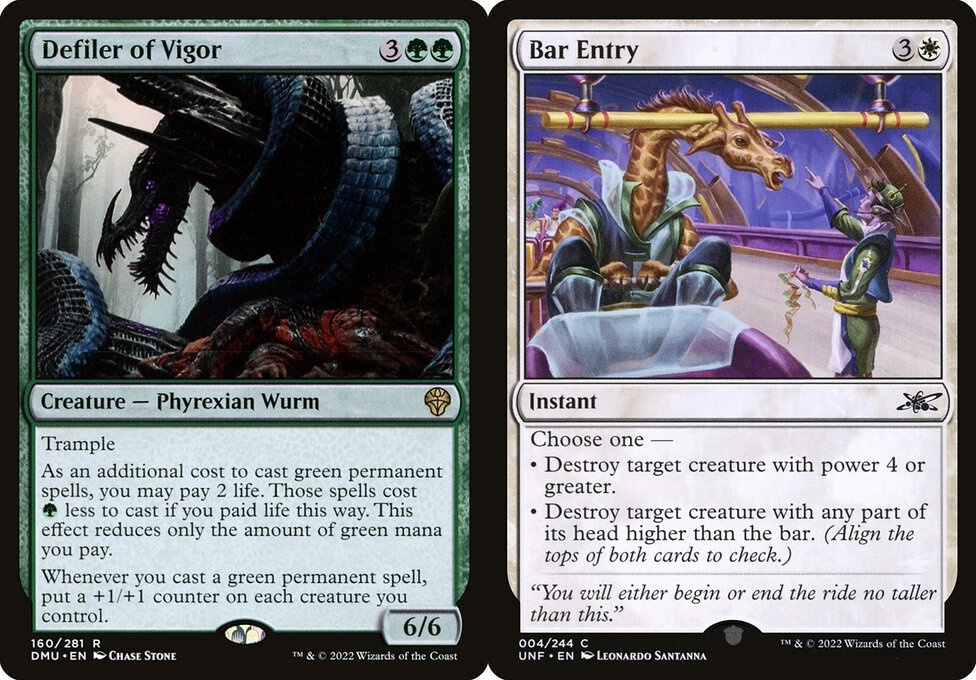 Defiler of Vigor 3
Creature — Phyrexian Wurm
Trample
As an additional cost to cast green permanent
spells, you may pay 2 life. Those spells cost
less to cast if you paid life this way. This
effect reduces only the amount of green mana
you pay.
Whenever you cast a green permanent spell,
put a +1/+1 counter on each creature you
control.
6/6
160/281 R
DMU • EN Chase Stone
™ & © 2022 Wizards of the Coast
Bar Entry 3
Instant
Choose one —
• Destroy target creature with power 4 or
greater.
• Destroy target creature with any part of
its head higher than the bar. (Align the
tops of both cards to check.)
“You will either begin or end the ride no taller
than this.”
004/244 C
UNF • EN Leonardo Santanna
™ & © 2022 Wizards of the Coast